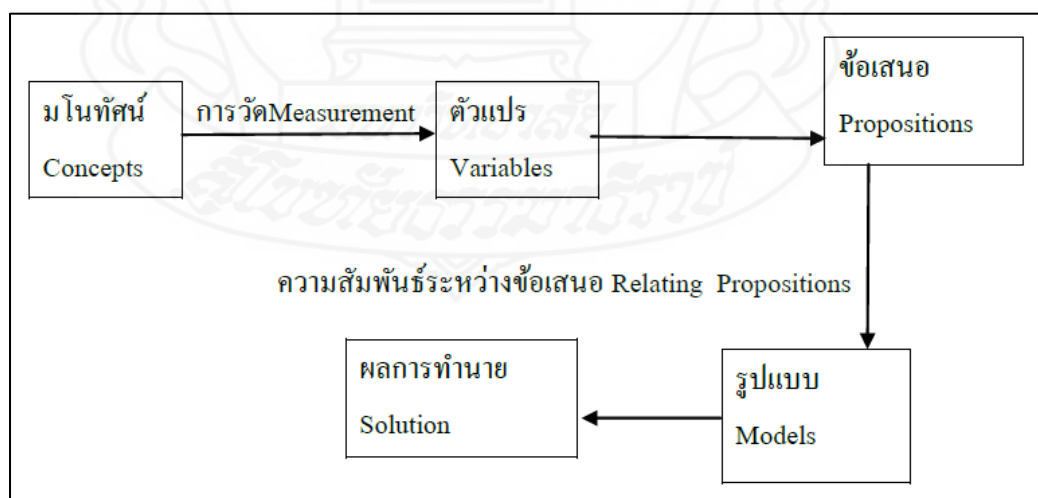 มโนทัศน์
Concepts
การวัดMeasurement
ตัวแปร
Variables
ข้อเสนอ
Propositions
ความสัมพันธ์ระหว่างข้อเสนอ Relating Propositions
รูปแบบ
Models
ผลการทำนาย
Solution